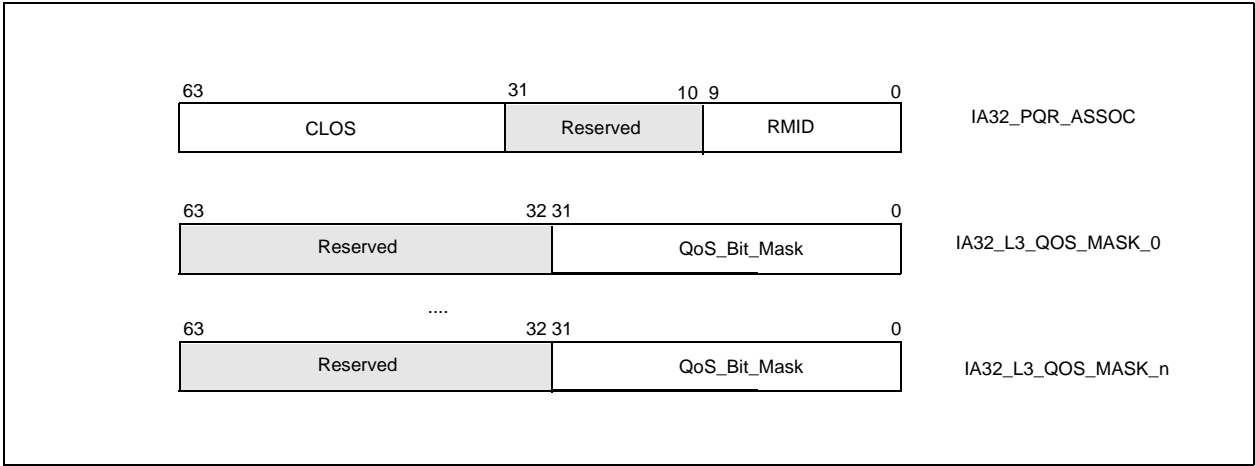 63 31 10 9 0
CLOS Reserved RMID IA32_PQR_ASSOC
63 32 31 0
Reserved QoS_Bit_Mask IA32_L3_QOS_MASK_0
....
63 32 31 0
Reserved QoS_Bit_Mask IA32_L3_QOS_MASK_n